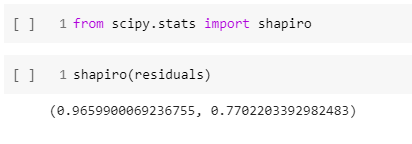 [ ] 1 from scipy.stats import shapiro
[ ] 1 shapiro(residuals)
(0.9659900069236755, 0.7702203392982483)